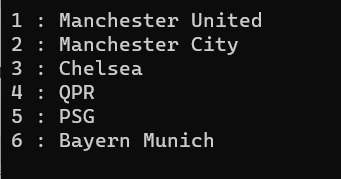 1 : Manchester United
2 : Manchester City
3 : Chelsea
4 : QPR
5 : PSG
6 : Bayern Munich